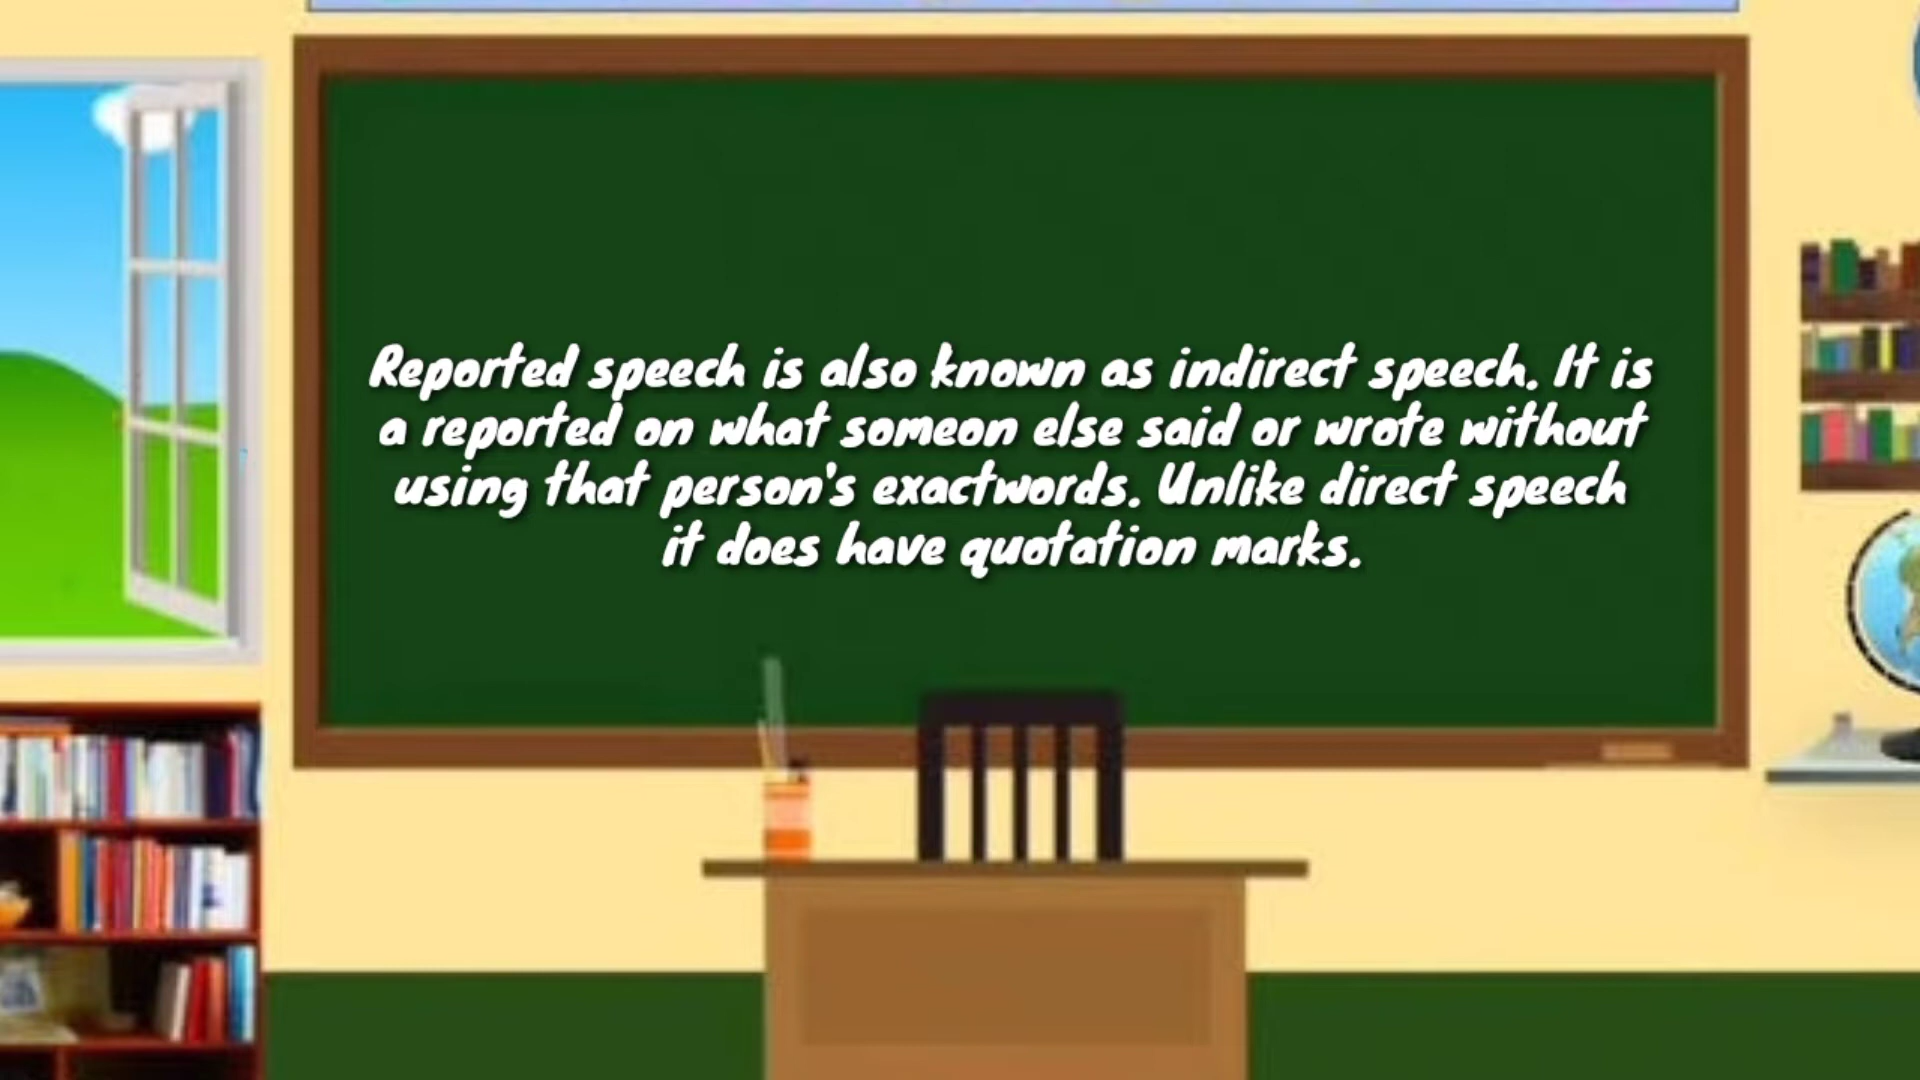 Reported speech is also known as indirect speech. It is
a reported on what someon else said or wrote without
using that person's exactwords. Unlike direct speech
it does have quotation marks.